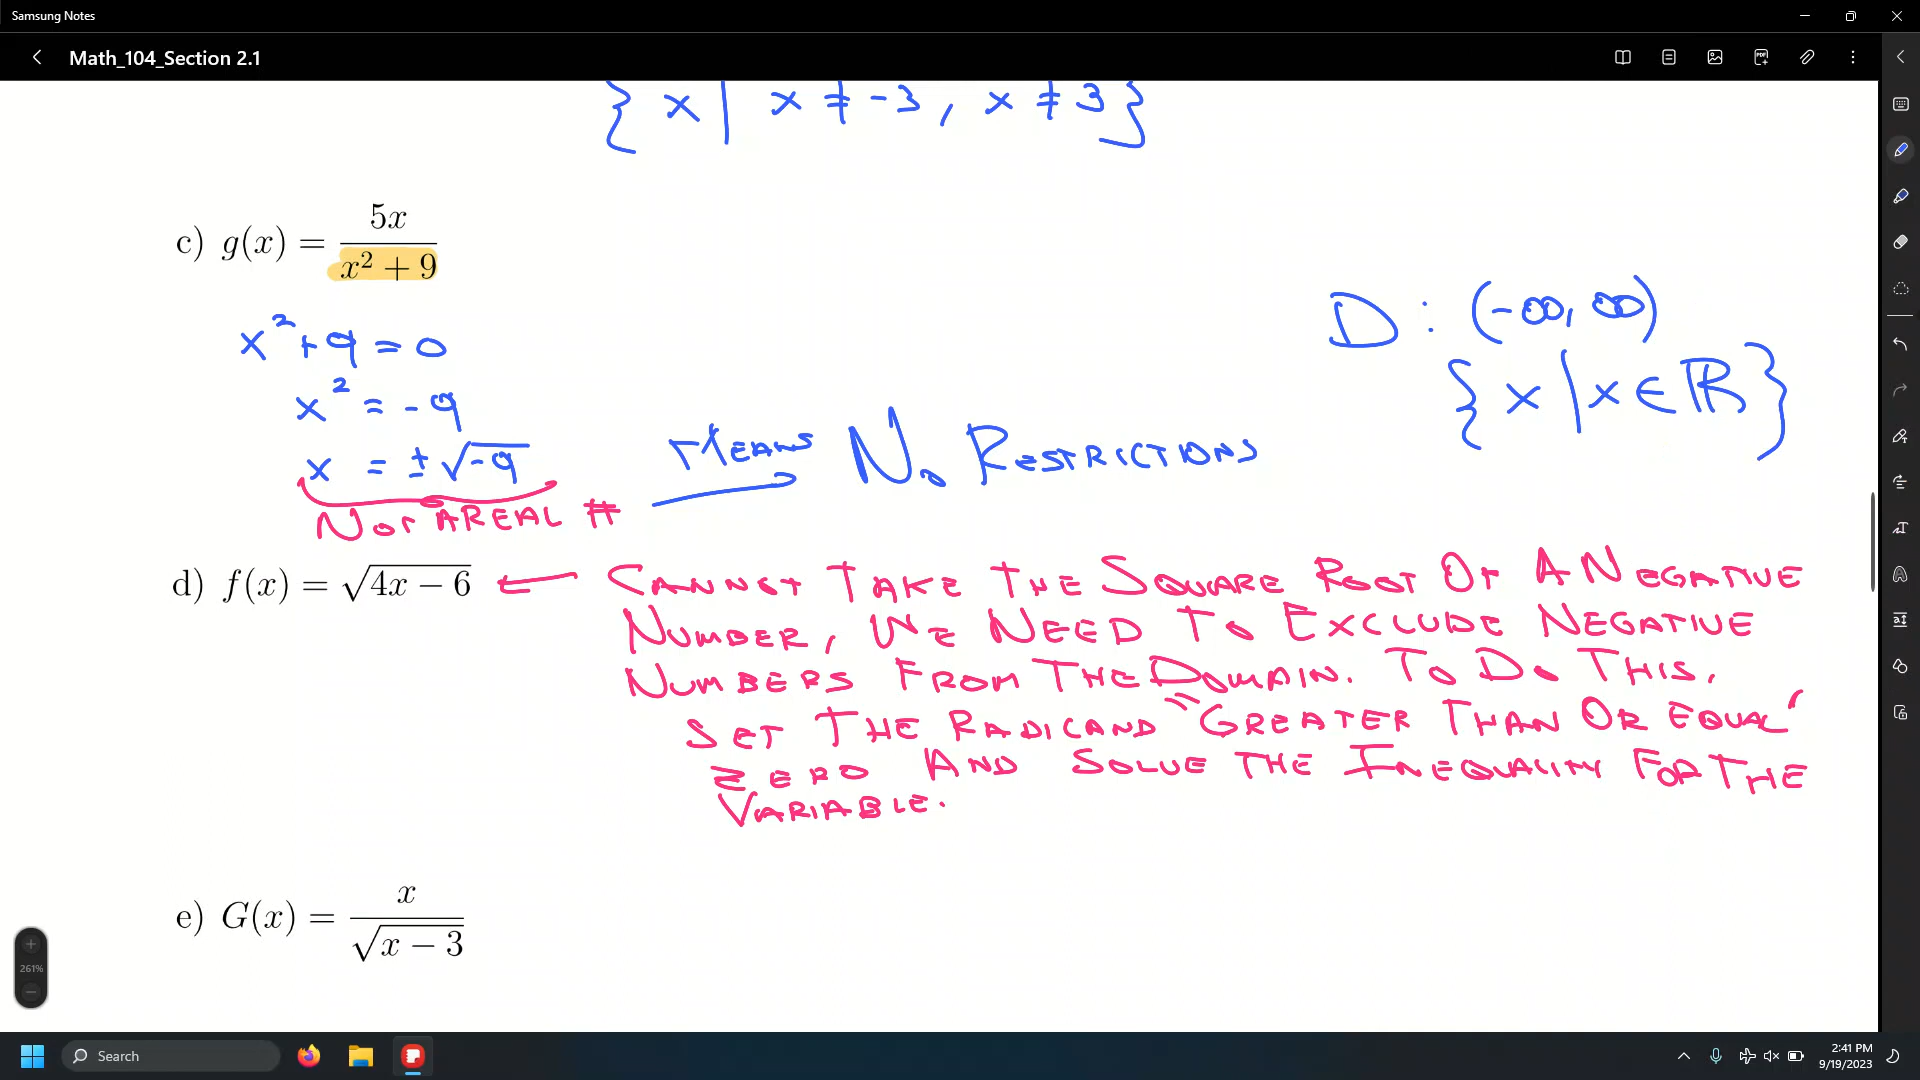 Samsung Notes
Math_104_Section 2.1
{ x | x ≠ -3, x ≠ 3 }
c) g(x) = 5x / (x² + 9)
x² + 9 = 0
x² = -9
x = ±√-9
NOT A REAL #
MEANS NO RESTRICTIONS
D : (-∞, ∞)
{ x | x ∈ ℝ }
d) f(x) = √(4x − 6) ← CANNOT TAKE THE SQUARE ROOT OF A NEGATIVE
NUMBER, WE NEED TO EXCLUDE NEGATIVE
NUMBERS FROM THE DOMAIN. TO DO THIS,
SET THE RADICAND "GREATER THAN OR EQUAL"
ZERO AND SOLVE THE INEQUALITY FOR THE
VARIABLE.
e) G(x) = x / √(x − 3)
261%
Search
2:41 PM
9/19/2023